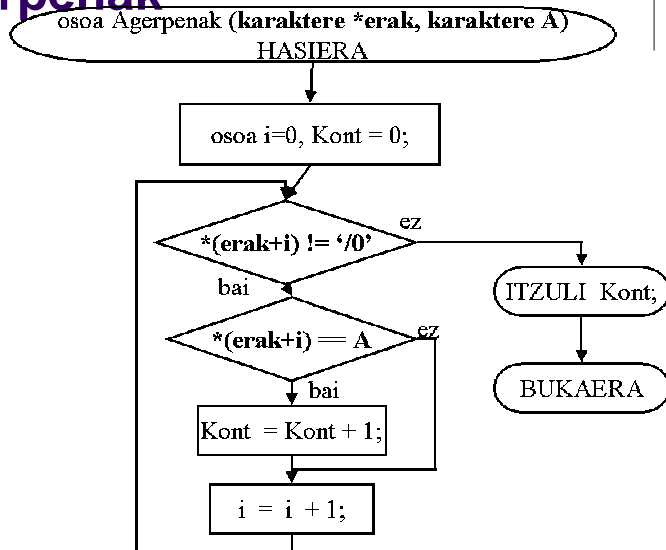 osoa Agerpenak (karaktere *erak, karaktere A)
HASIERA
osoa i=0, Kont = 0;
*(erak+i) != ‘/0’
ez
bai
ITZULI Kont;
*(erak+i) == A
ez
bai
BUKAERA
Kont = Kont + 1;
i = i + 1;